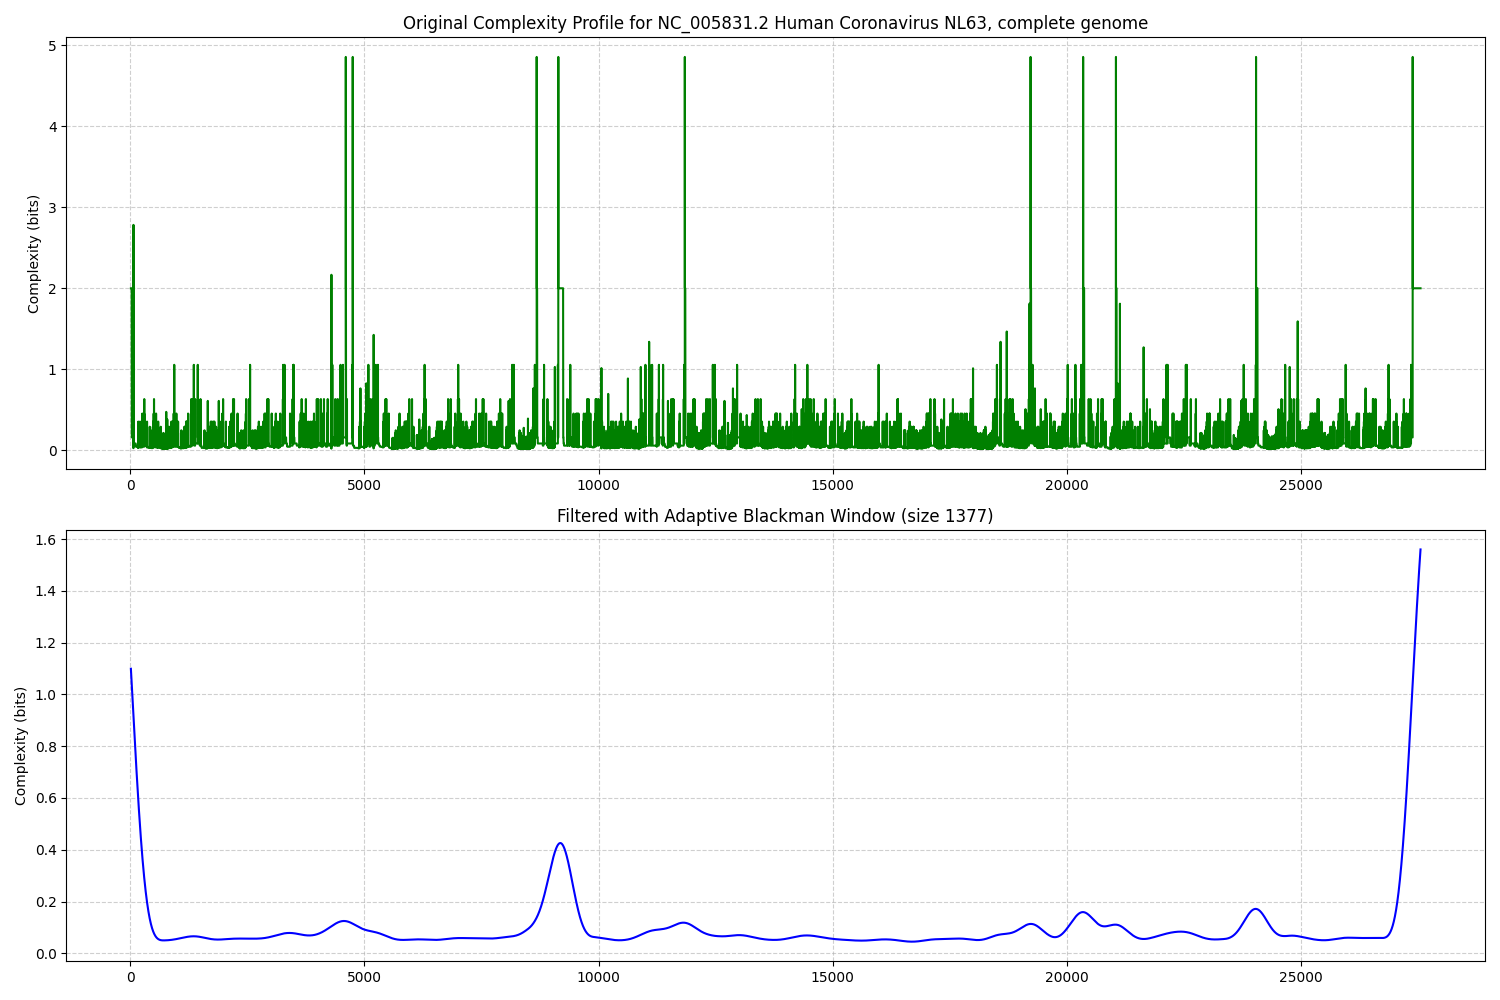 Original Complexity Profile for NC_005831.2 Human Coronavirus NL63, complete genome
Complexity (bits)
5
4
3
2
1
0
0 5000 10000 15000 20000 25000
Filtered with Adaptive Blackman Window (size 1377)
Complexity (bits)
1.6
1.4
1.2
1.0
0.8
0.6
0.4
0.2
0.0
0 5000 10000 15000 20000 25000